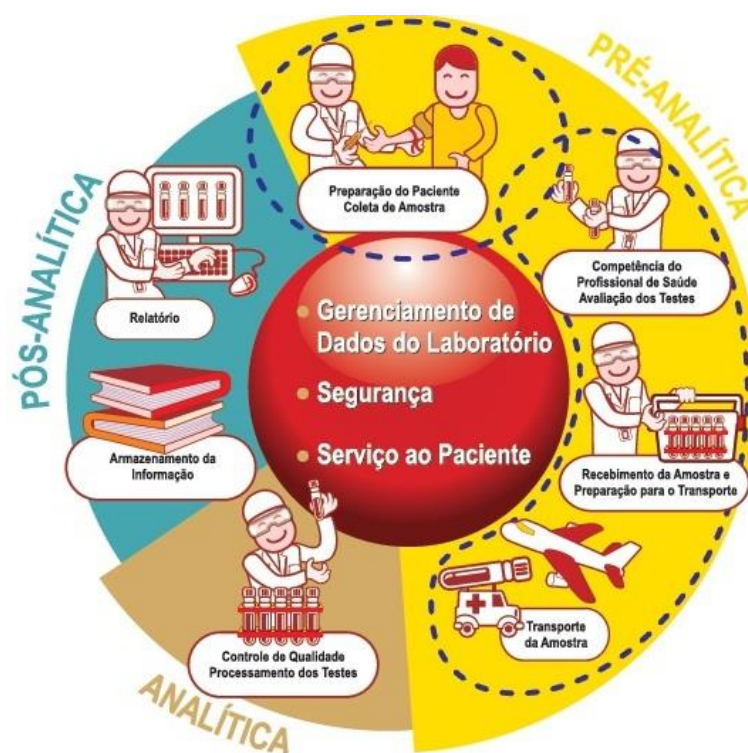 PRÉ-ANALÍTICA
Preparação do Paciente
Coleta de Amostra
Competência do
Profissional de Saúde
Avaliação dos Testes
Recebimento da Amostra e
Preparação para o Transporte
Transporte
da Amostra
ANALÍTICA
Controle de Qualidade
Processamento dos Testes
PÓS-ANALÍTICA
Armazenamento da
Informação
Relatório
• Gerenciamento de
Dados do Laboratório
• Segurança
• Serviço ao Paciente